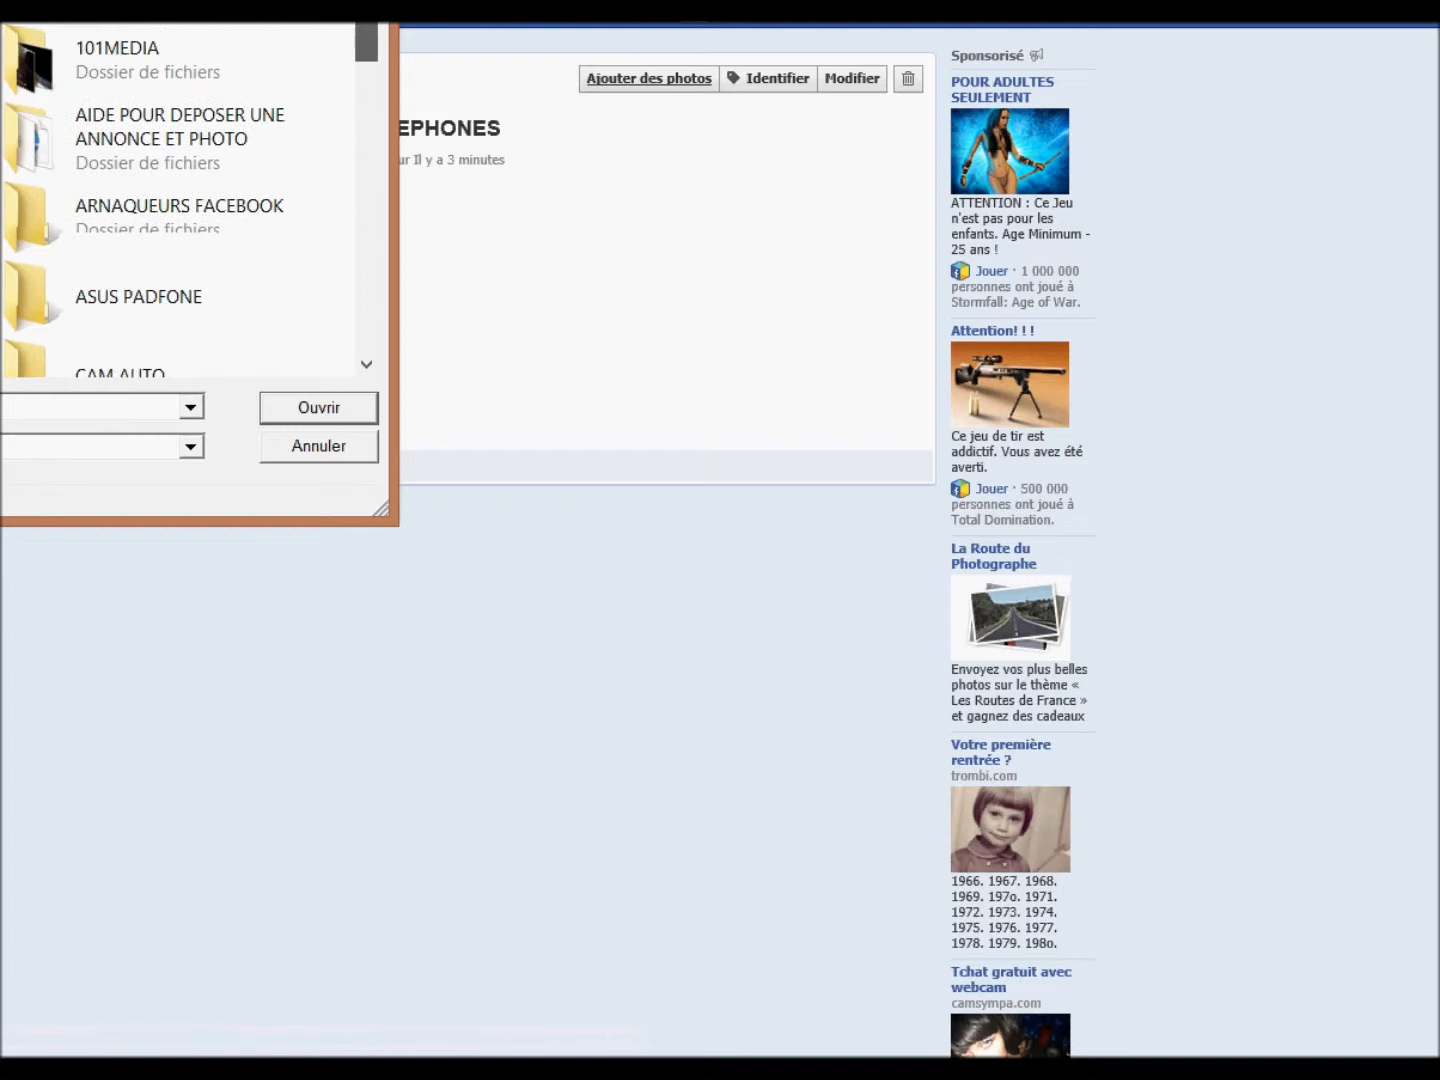 101MEDIA
Dossier de fichiers
AIDE POUR DEPOSER UNE
ANNONCE ET PHOTO
Dossier de fichiers
ARNAQUEURS FACEBOOK
Dossier de fichiers
ASUS PADFONE
CAM AUTO
Ouvrir
Annuler
Ajouter des photos
Identifier
Modifier
EPHONES
ur Il y a 3 minutes
Sponsorisé
POUR ADULTES
SEULEMENT
ATTENTION : Ce Jeu
n'est pas pour les
enfants. Age Minimum -
25 ans !
Jouer · 1 000 000
personnes ont joué à
Stormfall: Age of War.
Attention! ! !
Ce jeu de tir est
addictif. Vous avez été
averti.
Jouer · 500 000
personnes ont joué à
Total Domination.
La Route du
Photographe
Envoyez vos plus belles
photos sur le thème «
Les Routes de France »
et gagnez des cadeaux
Votre première
rentrée ?
trombi.com
1966. 1967. 1968.
1969. 197o. 1971.
1972. 1973. 1974.
1975. 1976. 1977.
1978. 1979. 198o.
Tchat gratuit avec
webcam
camsympa.com